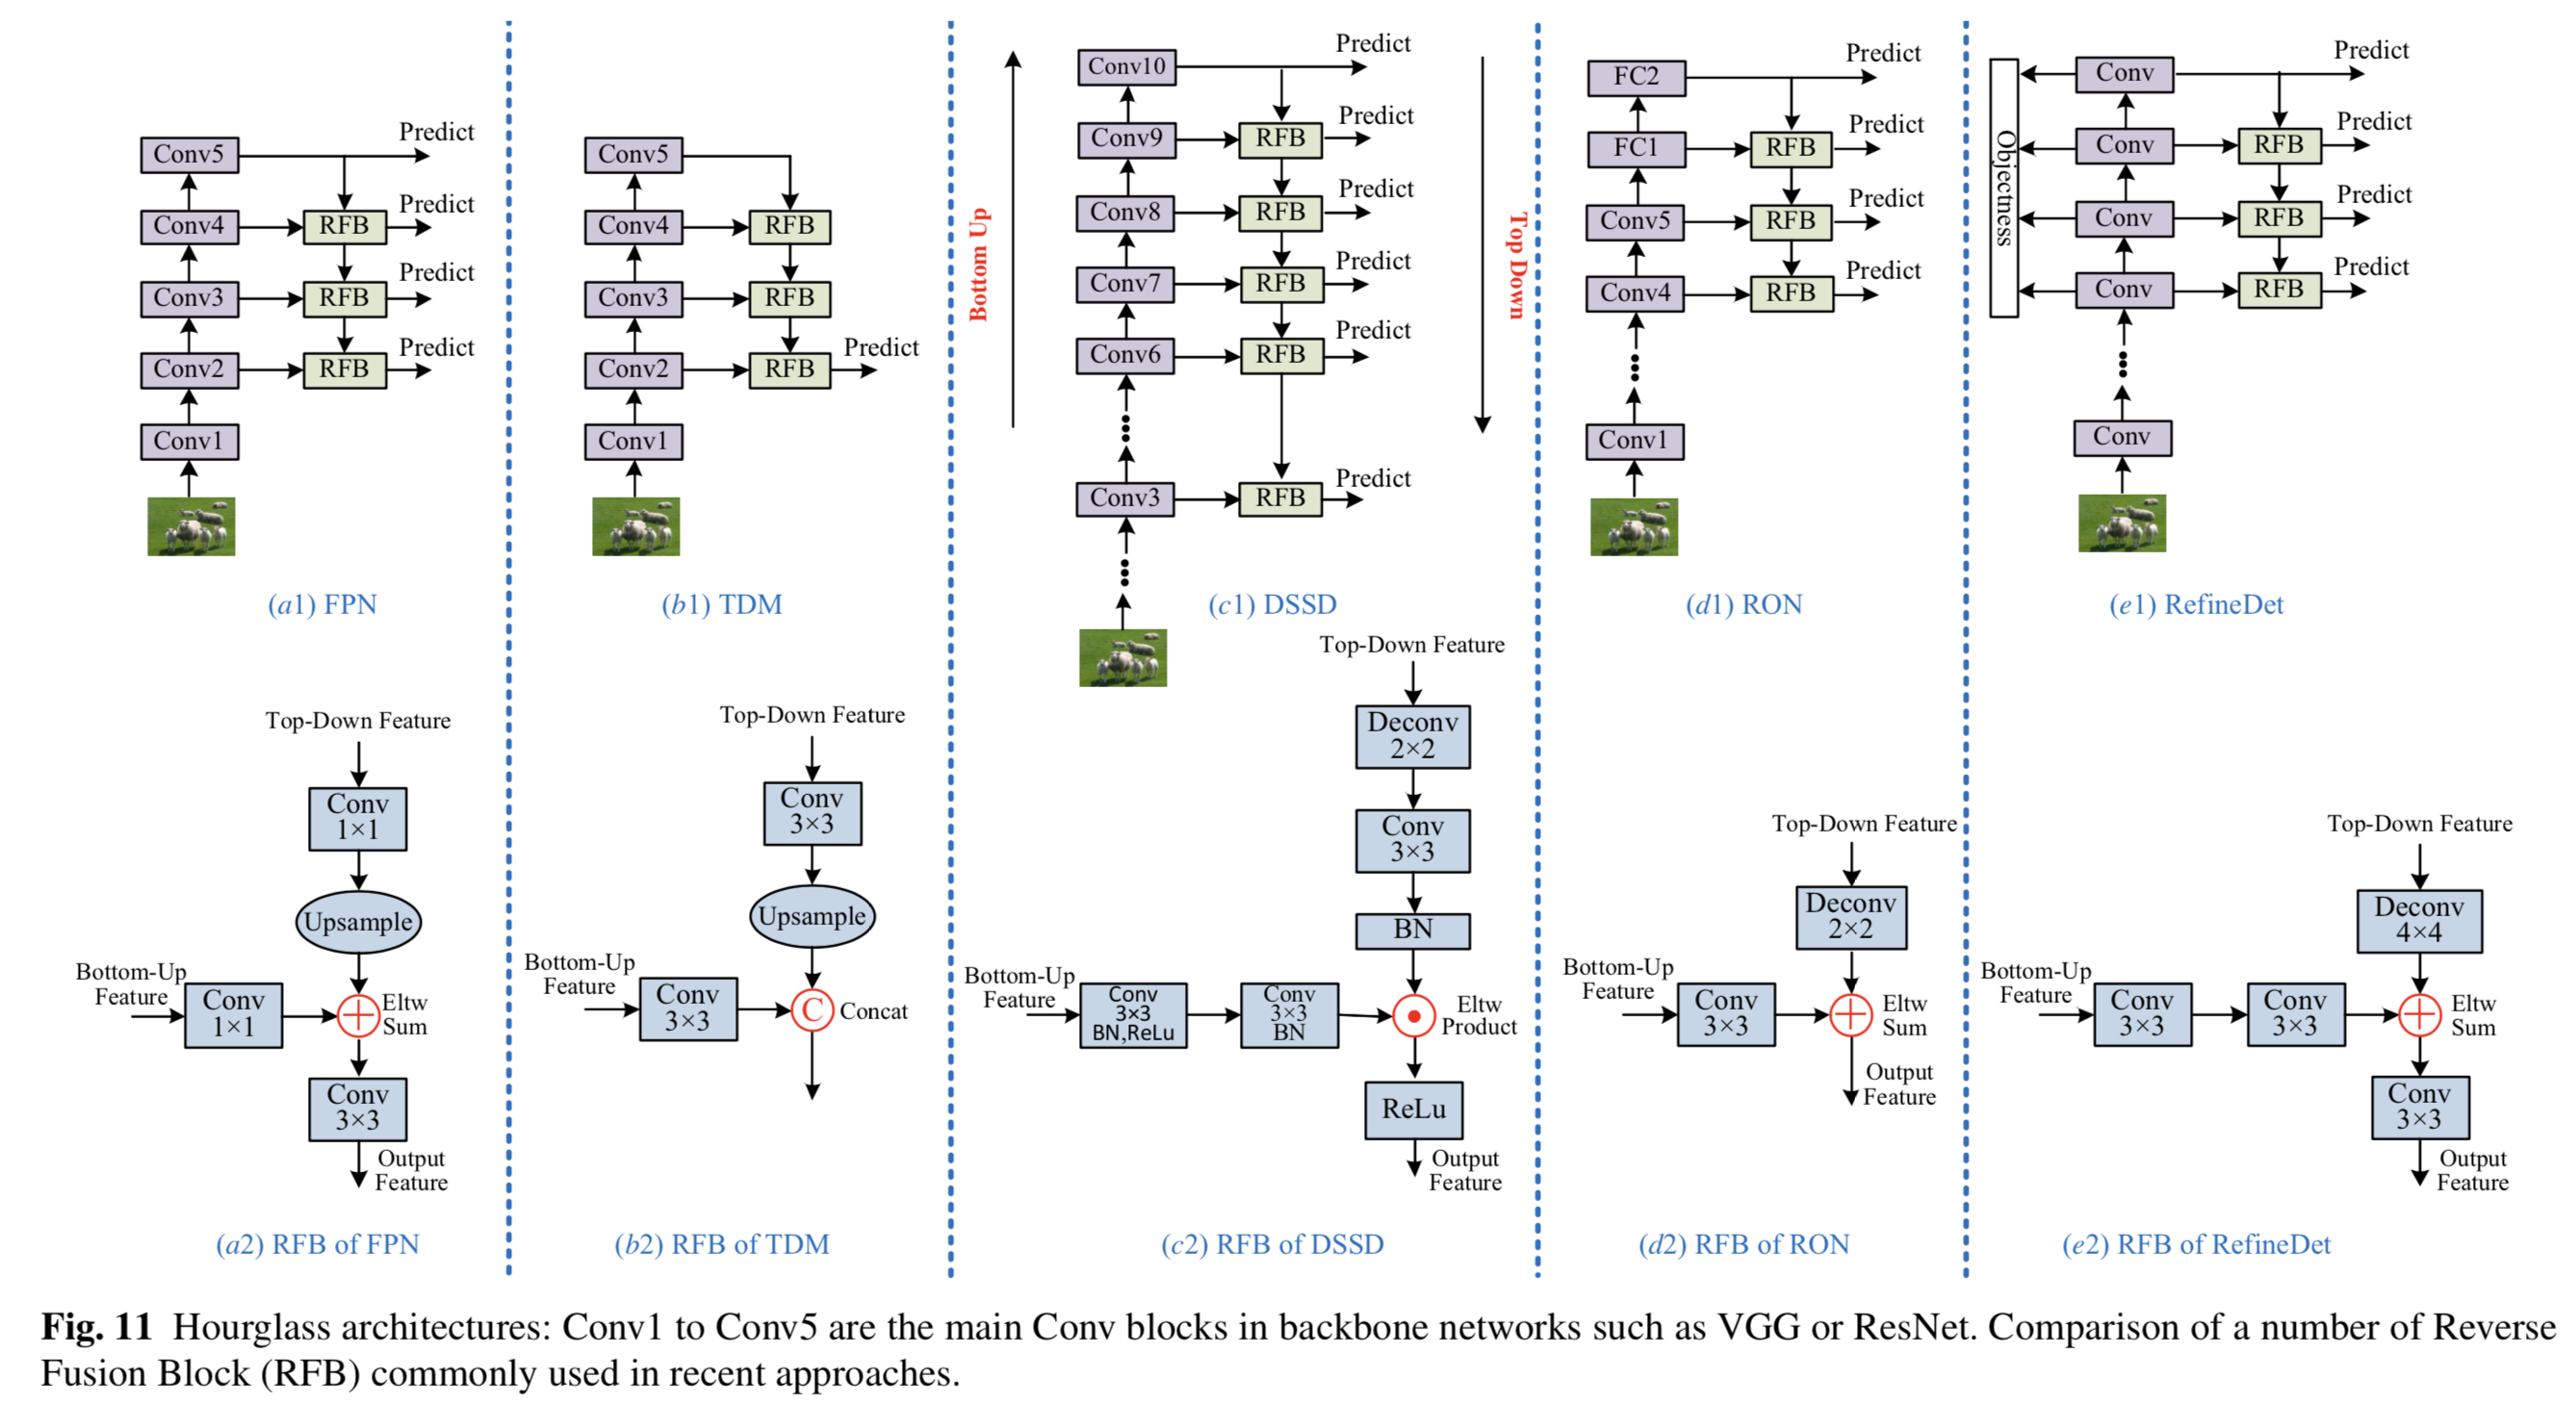 Conv5
Predict
Conv4
RFB
Predict
Conv3
RFB
Predict
Conv2
RFB
Predict
Conv1
(a1) FPN
Conv5
Conv4
RFB
Conv3
RFB
Conv2
RFB
Predict
Conv1
(b1) TDM
Bottom Up
Conv10
Predict
Conv9
RFB
Predict
Conv8
RFB
Predict
Conv7
RFB
Predict
Conv6
RFB
Predict
Conv3
RFB
Predict
Top Down
(c1) DSSD
FC2
Predict
FC1
RFB
Predict
Conv5
RFB
Predict
Conv4
RFB
Predict
Conv1
(d1) RON
Objectness
Conv
Predict
Conv
RFB
Predict
Conv
RFB
Predict
Conv
RFB
Predict
Conv
(e1) RefineDet
Top-Down Feature
Conv
1×1
Upsample
Bottom-Up
Feature
Conv
1×1
Eltw
Sum
Conv
3×3
Output
Feature
(a2) RFB of FPN
Top-Down Feature
Conv
3×3
Upsample
Bottom-Up
Feature
Conv
3×3
C
Concat
(b2) RFB of TDM
Top-Down Feature
Deconv
2×2
Conv
3×3
BN
Bottom-Up
Feature
Conv
3×3
BN,ReLu
Conv
3×3
BN
Eltw
Product
ReLu
Output
Feature
(c2) RFB of DSSD
Top-Down Feature
Deconv
2×2
Bottom-Up
Feature
Conv
3×3
Eltw
Sum
Output
Feature
(d2) RFB of RON
Top-Down Feature
Deconv
4×4
Bottom-Up
Feature
Conv
3×3
Conv
3×3
Eltw
Sum
Conv
3×3
Output
Feature
(e2) RFB of RefineDet
Fig. 11 Hourglass architectures: Conv1 to Conv5 are the main Conv blocks in backbone networks such as VGG or ResNet. Comparison of a number of Reverse
Fusion Block (RFB) commonly used in recent approaches.